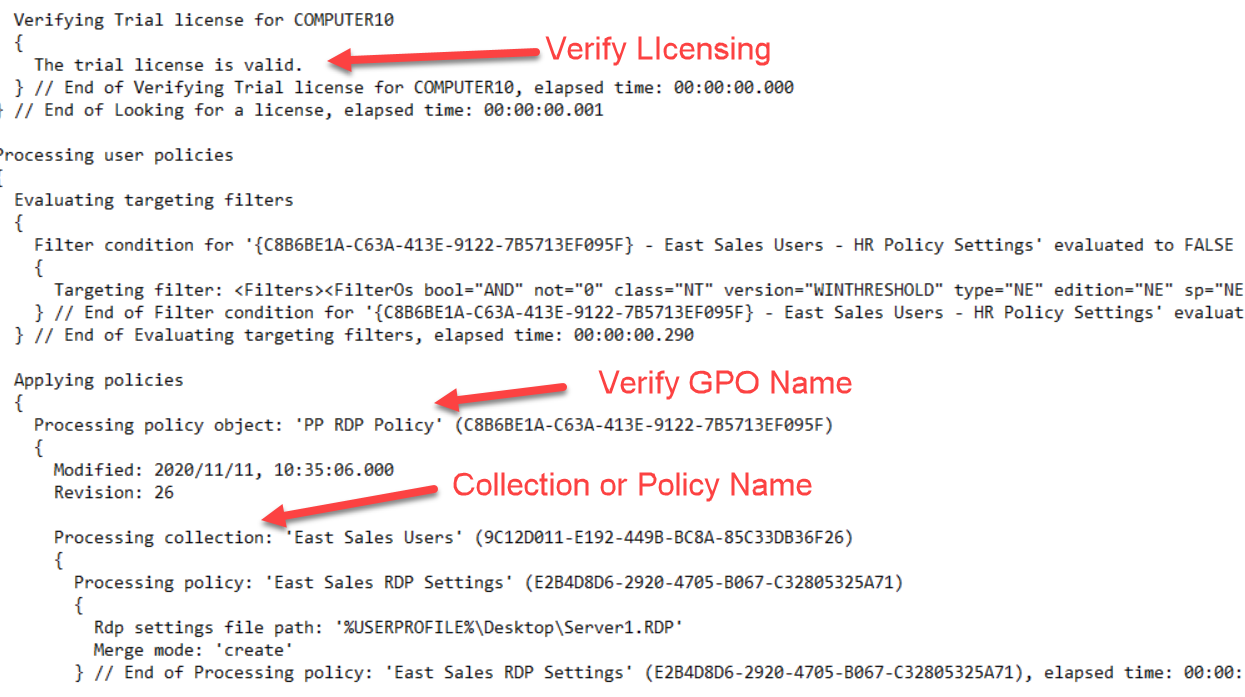 Verifying Trial license for COMPUTER10
{
The trial license is valid.
Verify LIcensing
} // End of Verifying Trial license for COMPUTER10, elapsed time: 00:00:00.000
} // End of Looking for a license, elapsed time: 00:00:00.001
Processing user policies
{
Evaluating targeting filters
{
Filter condition for '{C8B6BE1A-C63A-413E-9122-7B5713EF095F} - East Sales Users - HR Policy Settings' evaluated to FALSE
{
Targeting filter: <Filters><FilterOs bool="AND" not="0" class="NT" version="WINTHRESHOLD" type="NE" edition="NE" sp="NE
} // End of Filter condition for '{C8B6BE1A-C63A-413E-9122-7B5713EF095F} - East Sales Users - HR Policy Settings' evaluat
} // End of Evaluating targeting filters, elapsed time: 00:00:00.290
Applying policies
Verify GPO Name
{
Processing policy object: 'PP RDP Policy' (C8B6BE1A-C63A-413E-9122-7B5713EF095F)
{
Modified: 2020/11/11, 10:35:06.000
Revision: 26
Collection or Policy Name
Processing collection: 'East Sales Users' (9C12D011-E192-449B-BC8A-85C33DB36F26)
{
Processing policy: 'East Sales RDP Settings' (E2B4D8D6-2920-4705-B067-C32805325A71)
{
Rdp settings file path: '%USERPROFILE%\Desktop\Server1.RDP'
Merge mode: 'create'
} // End of Processing policy: 'East Sales RDP Settings' (E2B4D8D6-2920-4705-B067-C32805325A71), elapsed time: 00:00: